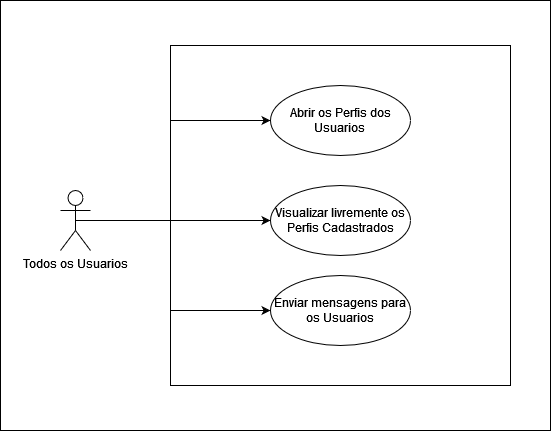 Abrir os Perfis dos
Usuarios
Visualizar livremente os
Perfis Cadastrados
Todos os Usuarios
Enviar mensagens para
os Usuarios